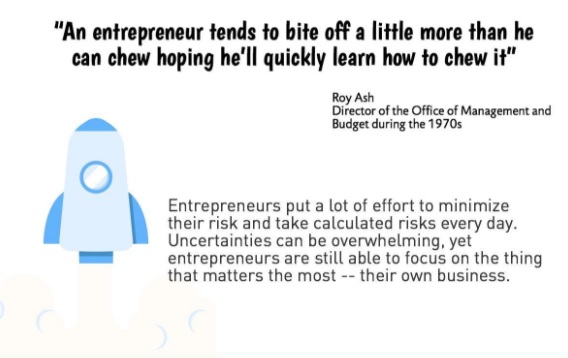 "An entrepreneur tends to bite off a little more than he
can chew hoping he'll quickly learn how to chew it"
Roy Ash
Director of the Office of Management and
Budget during the 1970s
Entrepreneurs put a lot of effort to minimize
their risk and take calculated risks every day.
Uncertainties can be overwhelming, yet
entrepreneurs are still able to focus on the thing
that matters the most -- their own business.